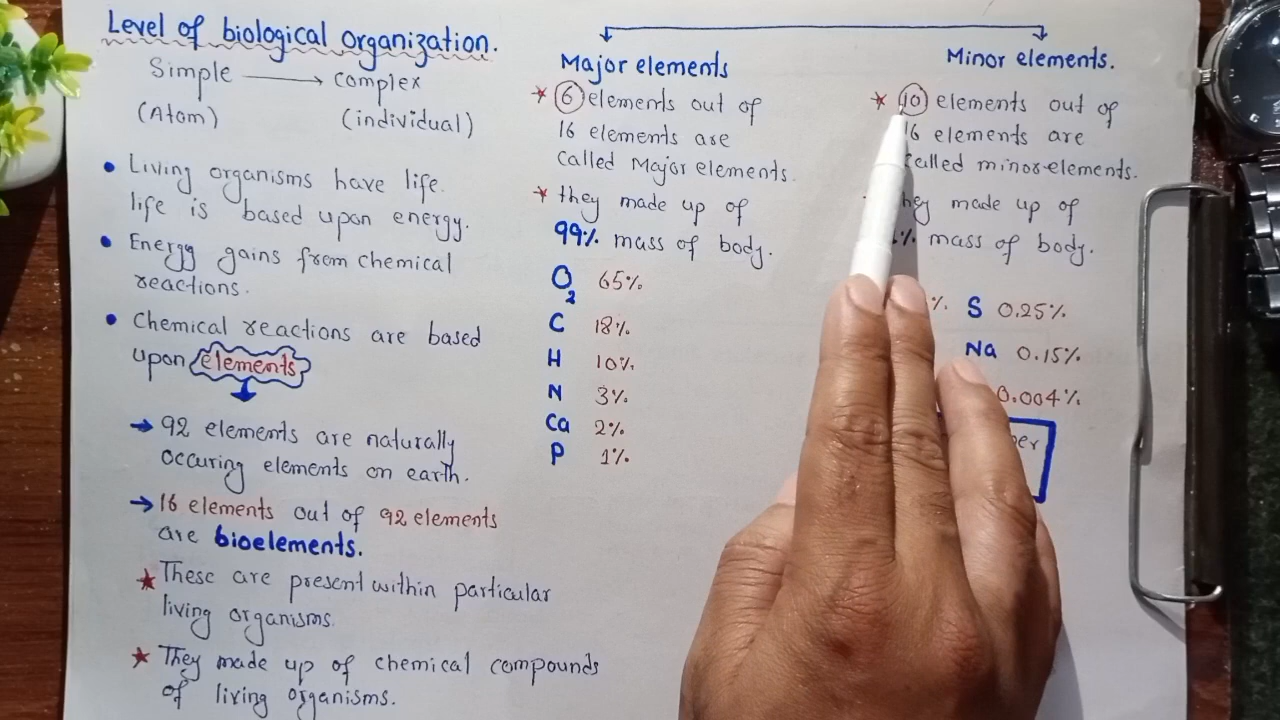 Level of biological organization.
Simple → complex
(Atom) (individual)
• Living organisms have life.
life is based upon energy.
• Energy gains from chemical
reactions.
• Chemical reactions are based
upon elements
→ 92 elements are naturally
occuring elements on earth.
→ 16 elements out of 92 elements
are bioelements.
★ These are present within particular
living organisms.
★ They made up of chemical compounds
of living organisms.
Major elements
* 6 elements out of
16 elements are
called Major elements.
* they made up of
99% mass of body.
O2 65%
C 18%
H 10%
N 3%
Ca 2%
P 1%
Minor elements.
* 10 elements out of
16 elements are
called minor elements.
made up of
% mass of body.
% S 0.25%
Na 0.15%
0.004%